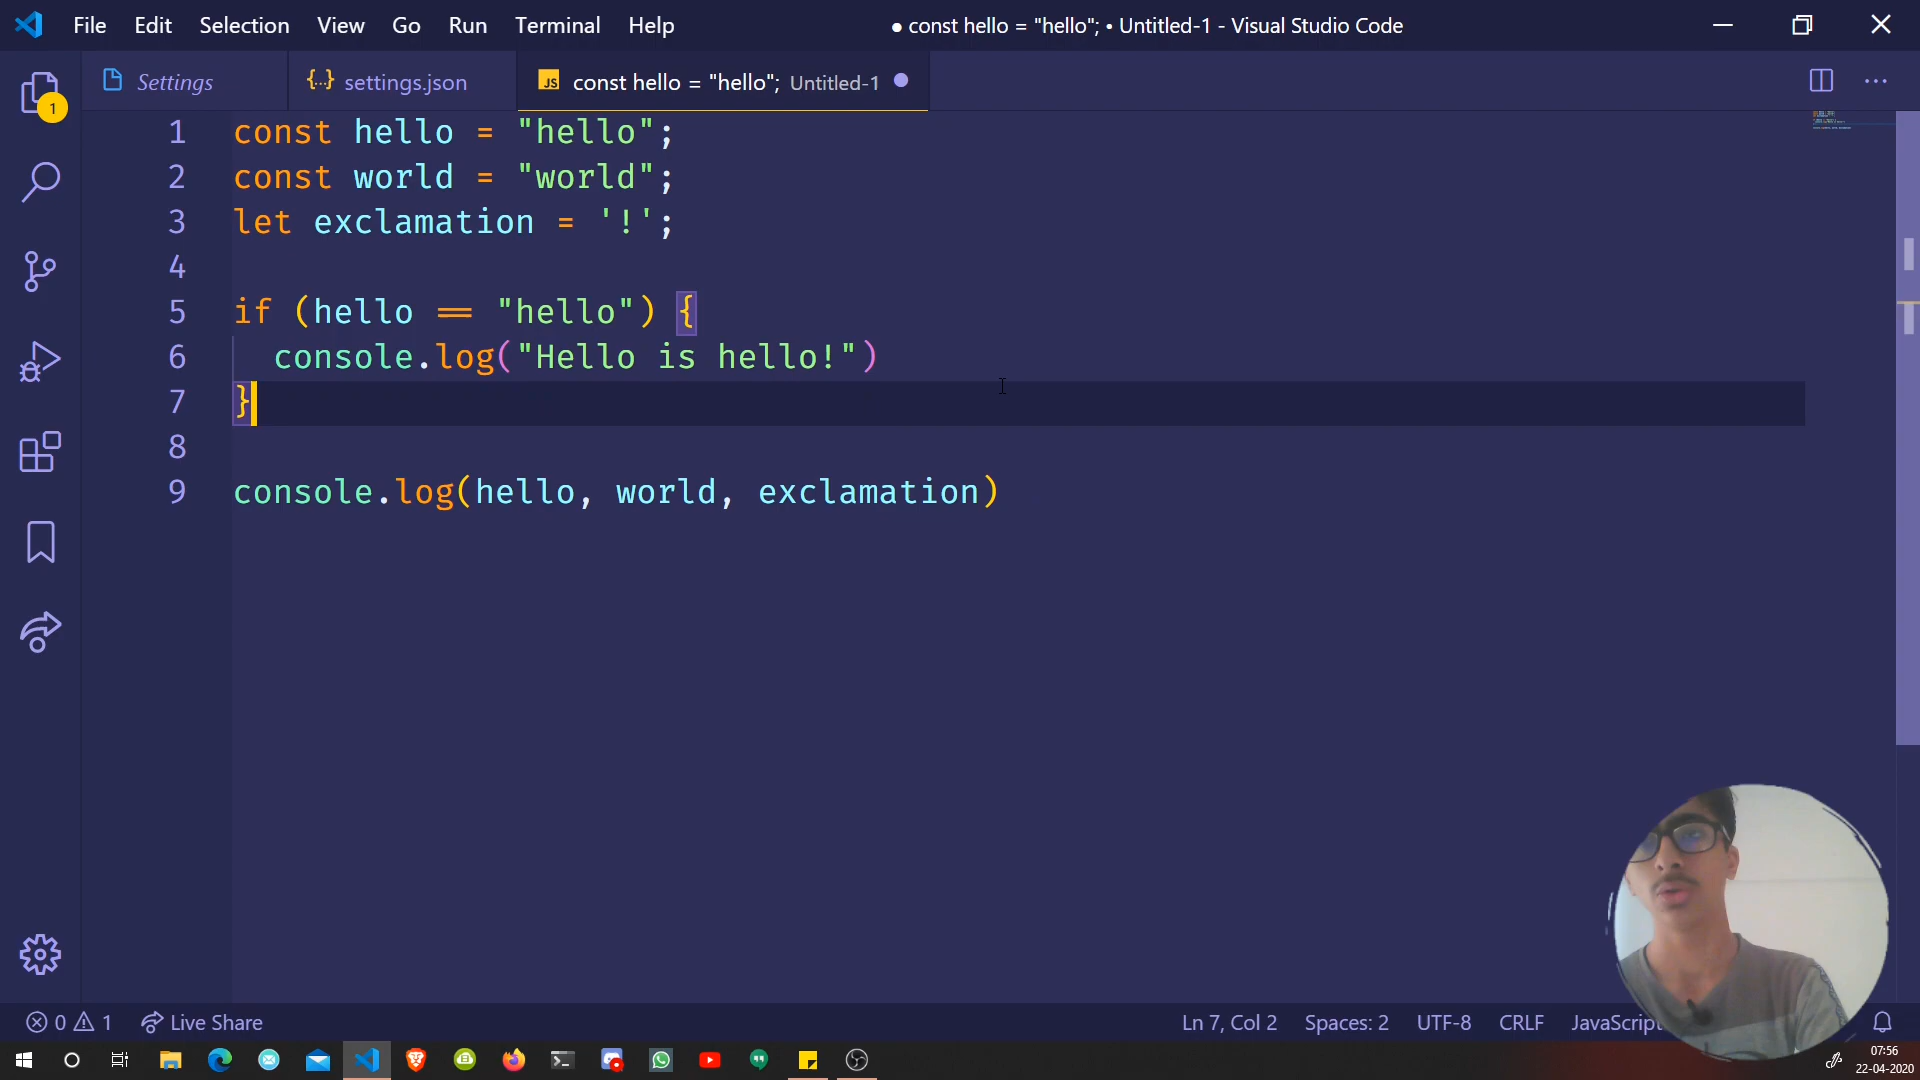 File Edit Selection View Go Run Terminal Help
● const hello = "hello"; • Untitled-1 - Visual Studio Code
Settings
settings.json
JS const hello = "hello"; Untitled-1
1
1 const hello = "hello";
2 const world = "world";
3 let exclamation = '!';
4
5 if (hello == "hello") {
6 console.log("Hello is hello!")
7 }
8
9 console.log(hello, world, exclamation)
0 1 Live Share
Ln 7, Col 2 Spaces: 2 UTF-8 CRLF JavaScript
07:56
22-04-2020